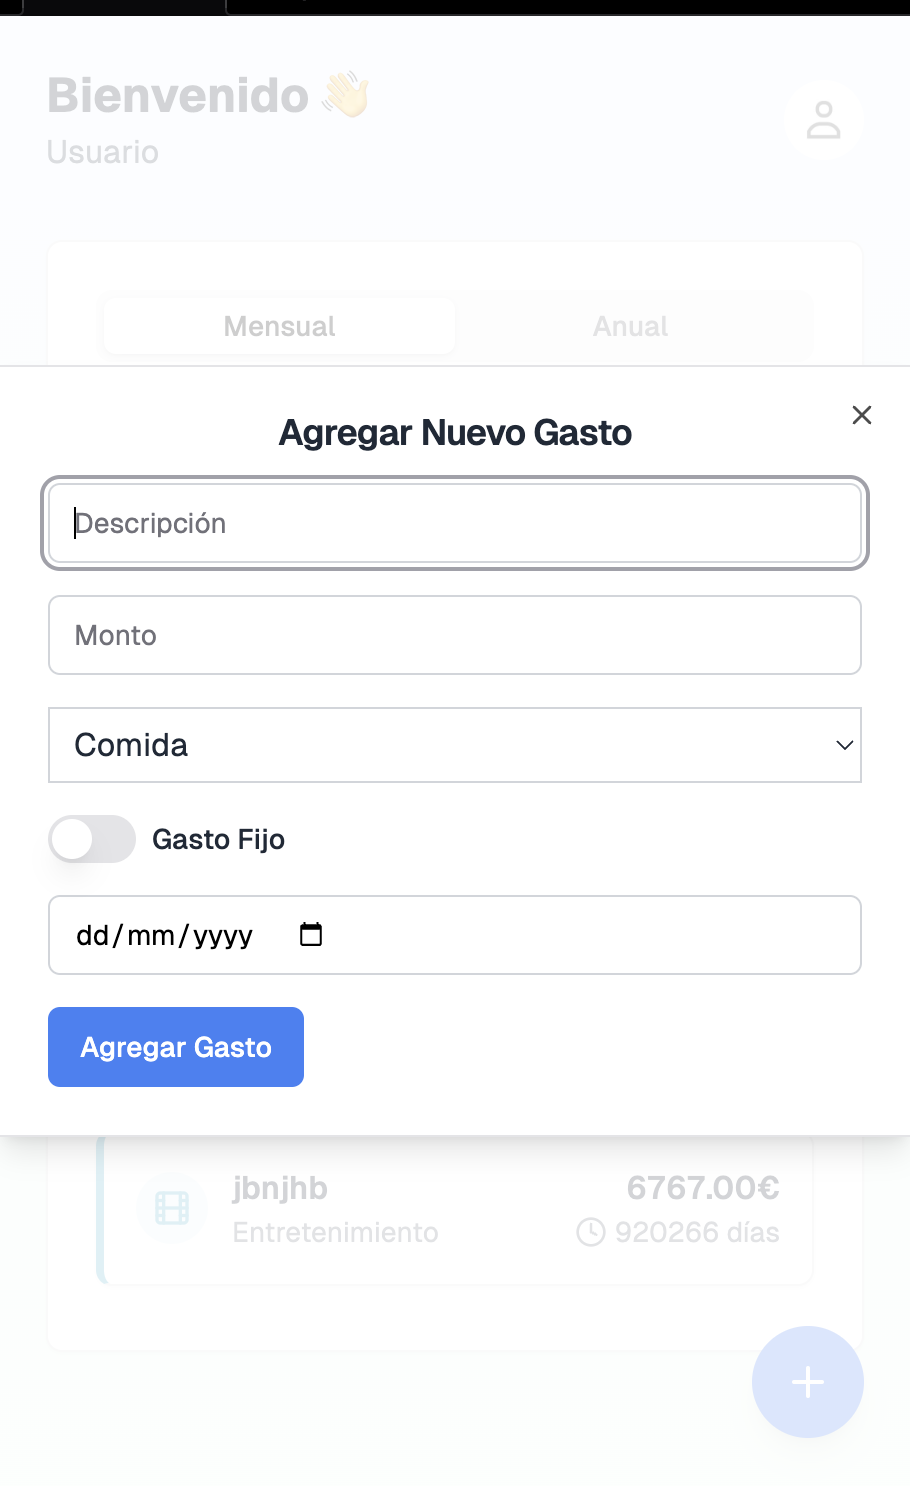 Bienvenido 👋
Usuario
Mensual Anual
Agregar Nuevo Gasto
Descripción
Monto
Comida
Gasto Fijo
dd/mm/yyyy
Agregar Gasto
jbnjhb 6767.00€
Entretenimiento 920266 días